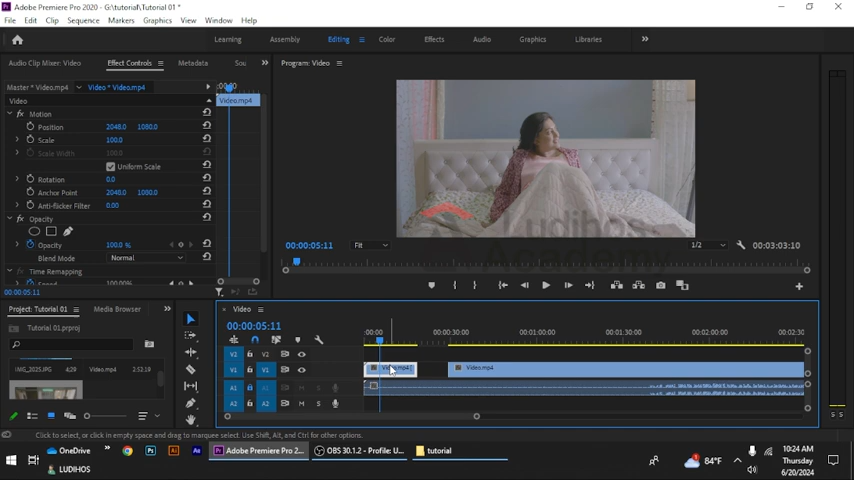 Adobe Premiere Pro 2020 - G:\tutorial\Tutorial 01 *
File Edit Clip Sequence Markers Graphics View Window Help
Learning Assembly Editing Color Effects Audio Graphics Libraries
Audio Clip Mixer: Video Effect Controls Metadata Sou
Program: Video
Master * Video.mp4 Video * Video.mp4 :00:00
Video Video.mp4
fx Motion
Position 2048.0 1080.0
Scale 100.0
Scale Width 100.0
Uniform Scale
Rotation 0.0
Anchor Point 2048.0 1080.0
Anti-flicker Filter 0.00
fx Opacity
Opacity 100.0 %
Blend Mode Normal
Time Remapping
Speed 100.00%
00:00:05:11
Ludihos
Academy
00:00:05:11 Fit 1/2 00:03:03:10
Project: Tutorial 01 Media Browser
Tutorial 01.prproj
IMG_2025.JPG 4:29 Video.mp4 2:53:19
Video
00:00:05:11
:00:00 00:00:30:00 00:01:00:00 00:01:30:00 00:02:00:00 00:02:30
V2 V2
V1 V1 Video.mp4 Video.mp4
A1 A1 M S
A2 A2 M S
S S
Click to select, or click in empty space and drag to marquee select. Use Shift, Alt, and Ctrl for other options.
OneDrive
Adobe Premiere Pro 2... OBS 30.1.2 - Profile: U... tutorial
LUDIHOS
84°F
10:24 AM
Thursday
6/20/2024